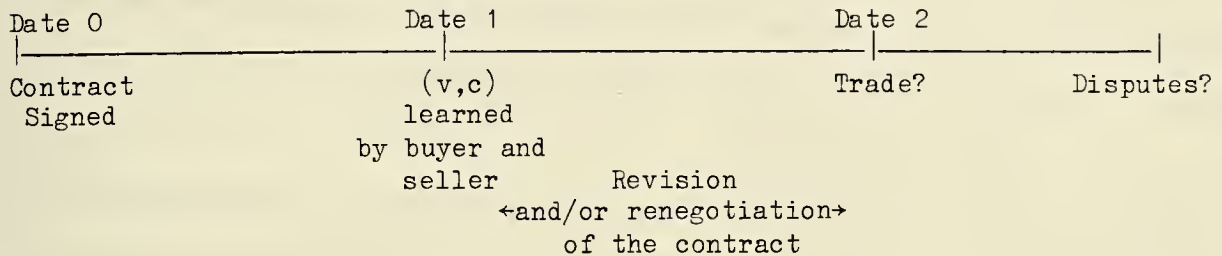 Date 0 Date 1 Date 2
Contract (v,c) Trade? Disputes?
Signed learned
by buyer and
seller Revision
←and/or renegotiation→
of the contract